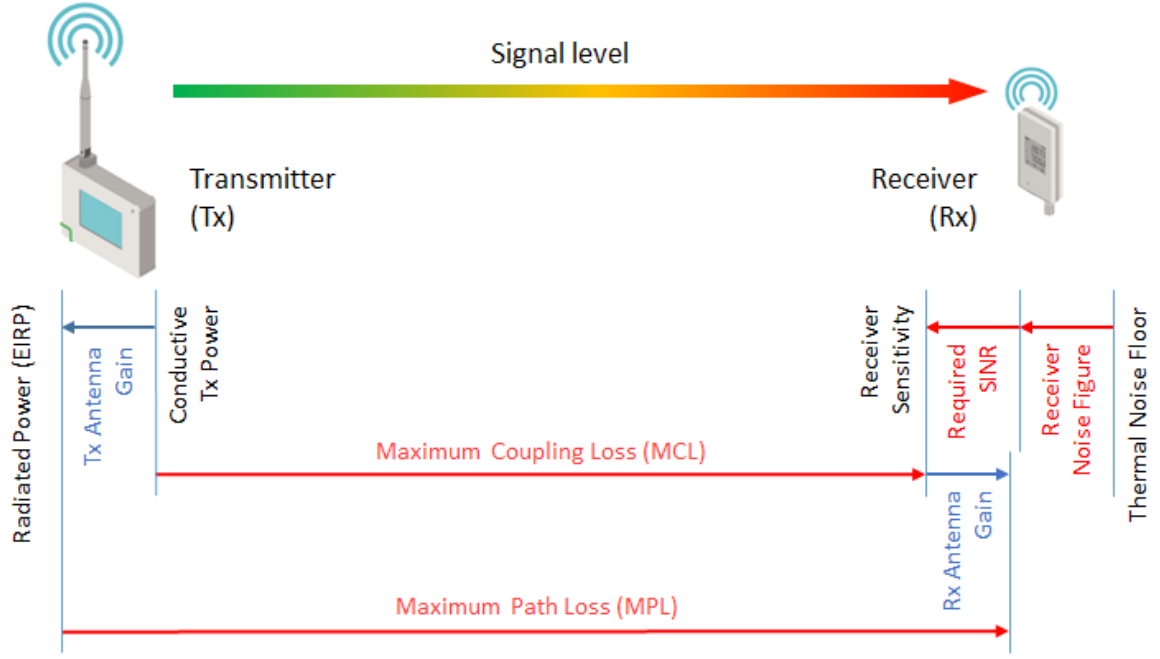 Signal level
Transmitter
(Tx)
Receiver
(Rx)
Radiated Power (EIRP)
Tx Antenna
Gain
Conductive
Tx Power
Receiver
Sensitivity
Required
SINR
Receiver
Noise Figure
Thermal Noise Floor
Maximum Coupling Loss (MCL)
Rx Antenna
Gain
Maximum Path Loss (MPL)